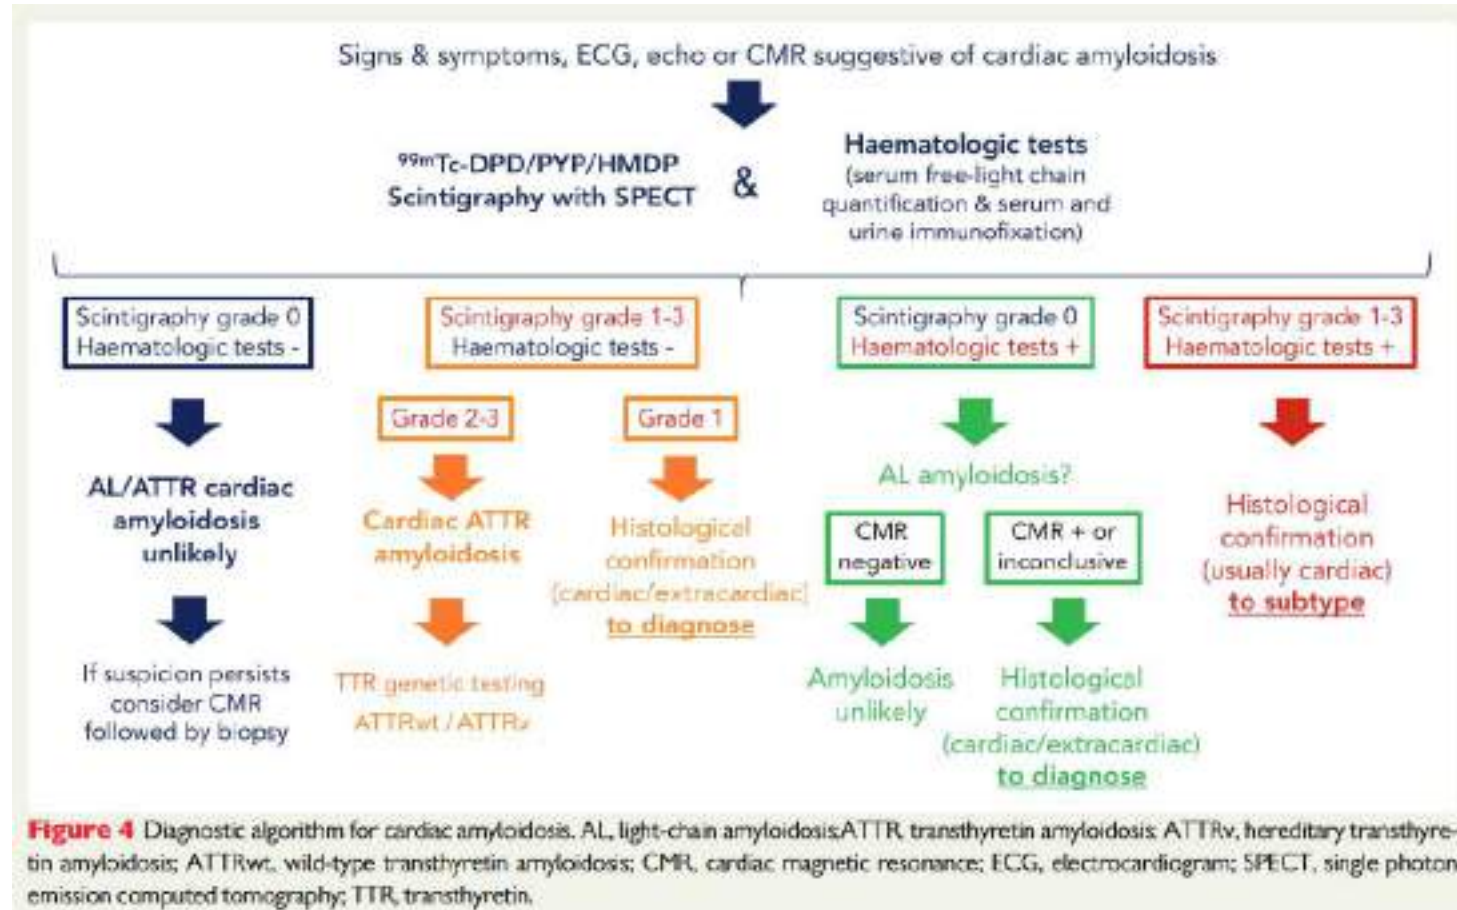 Signs & symptoms, ECG, echo or CMR suggestive of cardiac amyloidosis
99mTc-DPD/PYP/HMDP
Scintigraphy with SPECT
&
Haematologic tests
(serum free-light chain
quantification & serum and
urine immunofixation)
Scintigraphy grade 0
Haematologic tests -
AL/ATTR cardiac
amyloidosis
unlikely
If suspicion persists
consider CMR
followed by biopsy
Scintigraphy grade 1-3
Haematologic tests -
Grade 2-3
Cardiac ATTR
amyloidosis
TTR genetic testing
ATTRwt / ATTRv
Grade 1
Histological
confirmation
(cardiac/extracardiac)
to diagnose
Scintigraphy grade 0
Haematologic tests +
AL amyloidosis?
CMR
negative
Amyloidosis
unlikely
CMR + or
inconclusive
Histological
confirmation
(cardiac/extracardiac)
to diagnose
Scintigraphy grade 1-3
Haematologic tests +
Histological
confirmation
(usually cardiac)
to subtype
Figure 4 Diagnostic algorithm for cardiac amyloidosis. AL, light-chain amyloidosis;ATTR, transthyretin amyloidosis; ATTRv, hereditary transthyre-
tin amyloidosis; ATTRwt, wild-type transthyretin amyloidosis; CMR, cardiac magnetic resonance; ECG, electrocardiogram; SPECT, single photon
emission computed tomography; TTR, transthyretin.